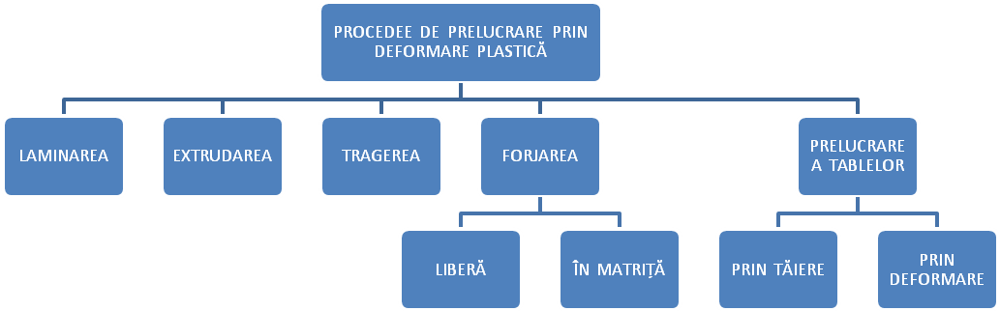 PROCEDEE DE PRELUCRARE PRIN
DEFORMARE PLASTICĂ
LAMINAREA
EXTRUDAREA
TRAGEREA
FORJAREA
PRELUCRARE
A TABLELOR
LIBERĂ
ÎN MATRIŢĂ
PRIN TĂIERE
PRIN
DEFORMARE